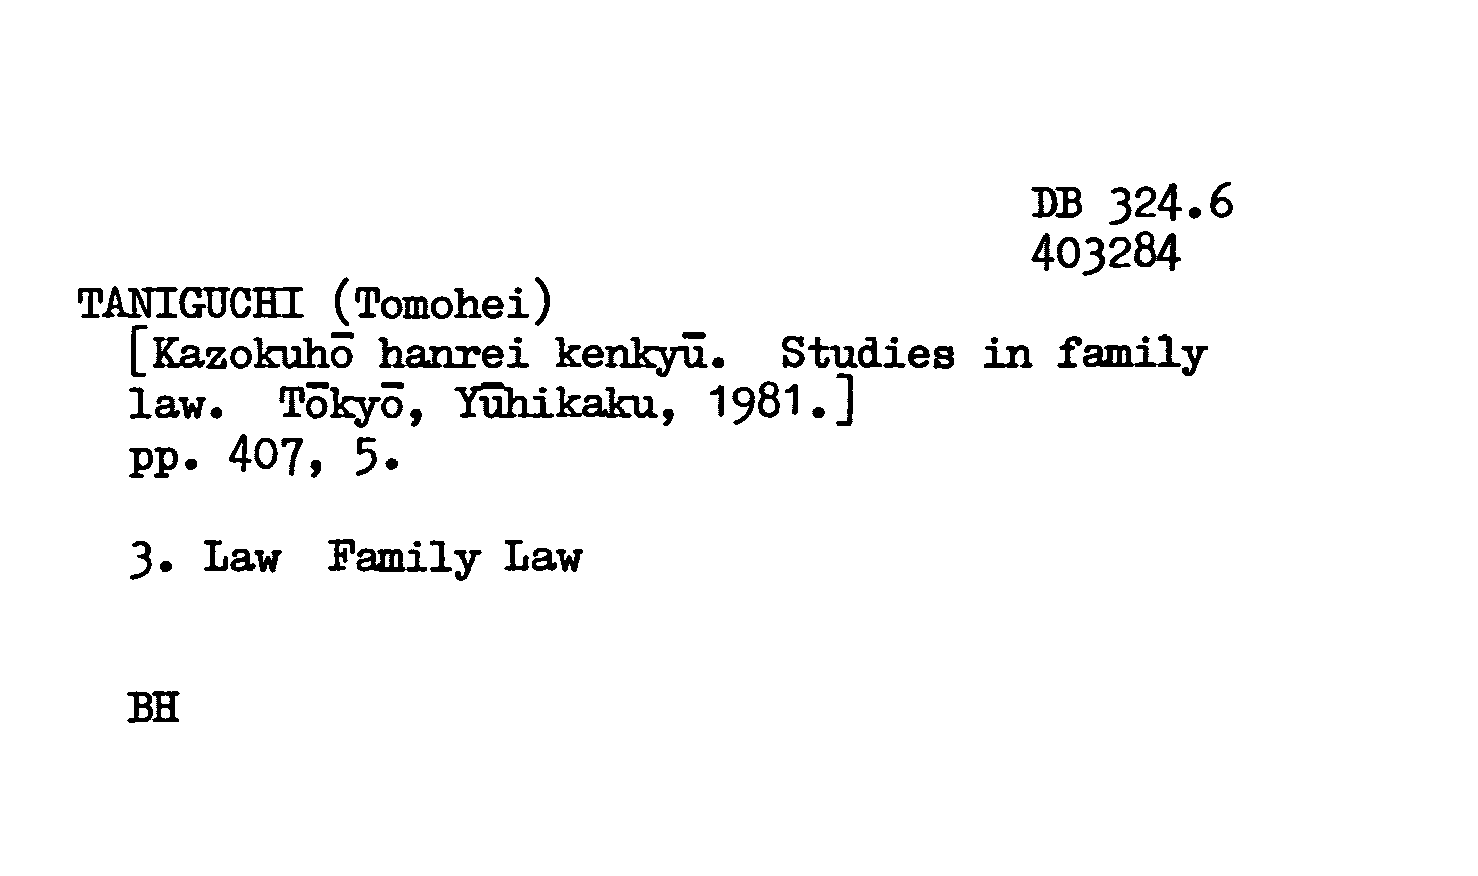 DB 324.6
403284
TANIGUCHI (Tomohei)
[Kazokuhō hanrei kenkyū. Studies in family
law. Tōkyō, Yūhikaku, 1981.]
pp. 407, 5.
3. Law Family Law
BH